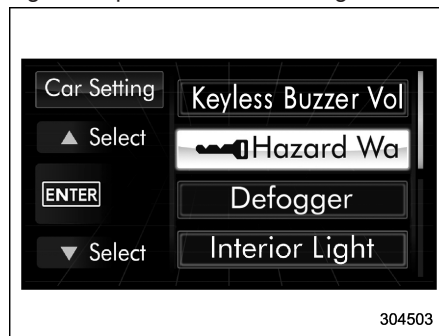 Car Setting
▲ Select
ENTER
▼ Select
Keyless Buzzer Vol
Hazard Wa
Defogger
Interior Light
304503